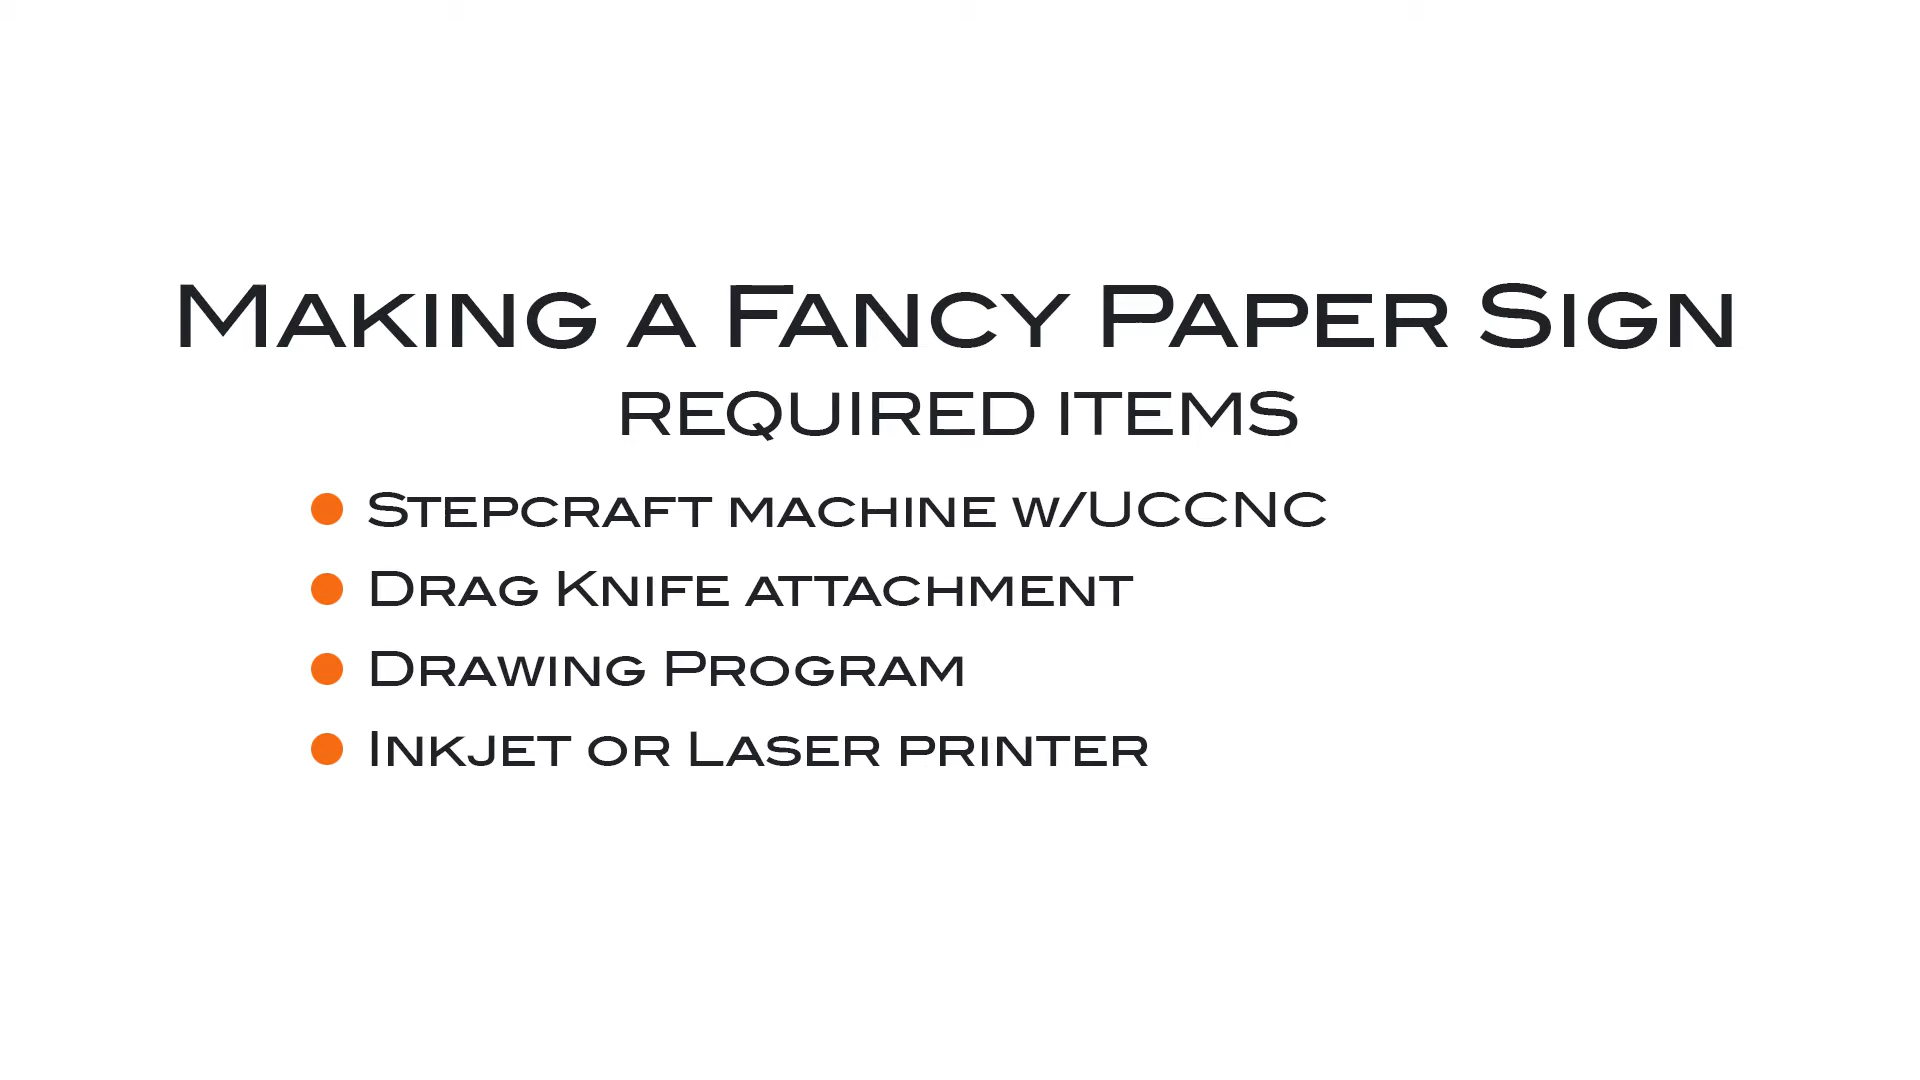 Making a Fancy Paper Sign
required items
Stepcraft machine w/UCCNC
Drag Knife attachment
Drawing Program
Inkjet or Laser printer